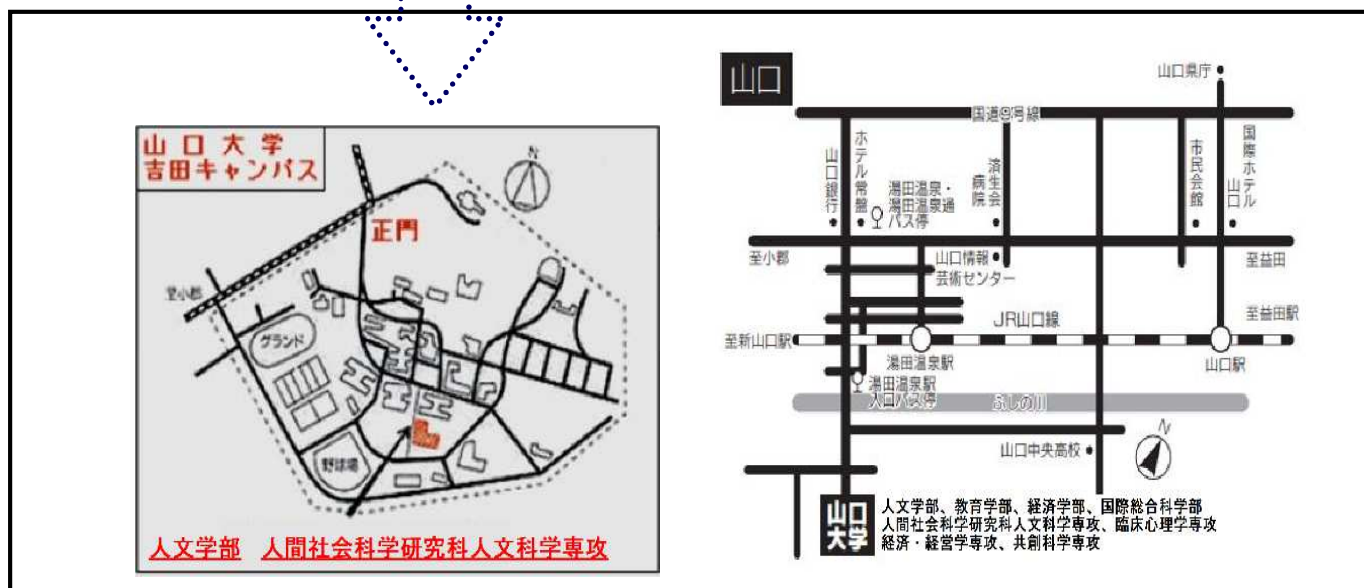 山口大学
吉田キャンパス
N
正門
至小郡
グランド
野球場
人文学部 人間社会科学研究科人文科学専攻
山口
山口県庁
国道9号線
山口銀行
ホテル常盤
湯田温泉・
湯田温泉通
バス停
済生会
病院
市民会館
国際ホテル
山口
至小郡
山口情報
芸術センター
至益田
JR山口線
至益田駅
至新山口駅
湯田温泉駅
山口駅
湯田温泉駅
入口バス停
ふしの川
山口中央高校
N
山口
大学
人文学部、教育学部、経済学部、国際総合科学部
人間社会科学研究科人文科学専攻、臨床心理学専攻
経済・経営学専攻、共創科学専攻